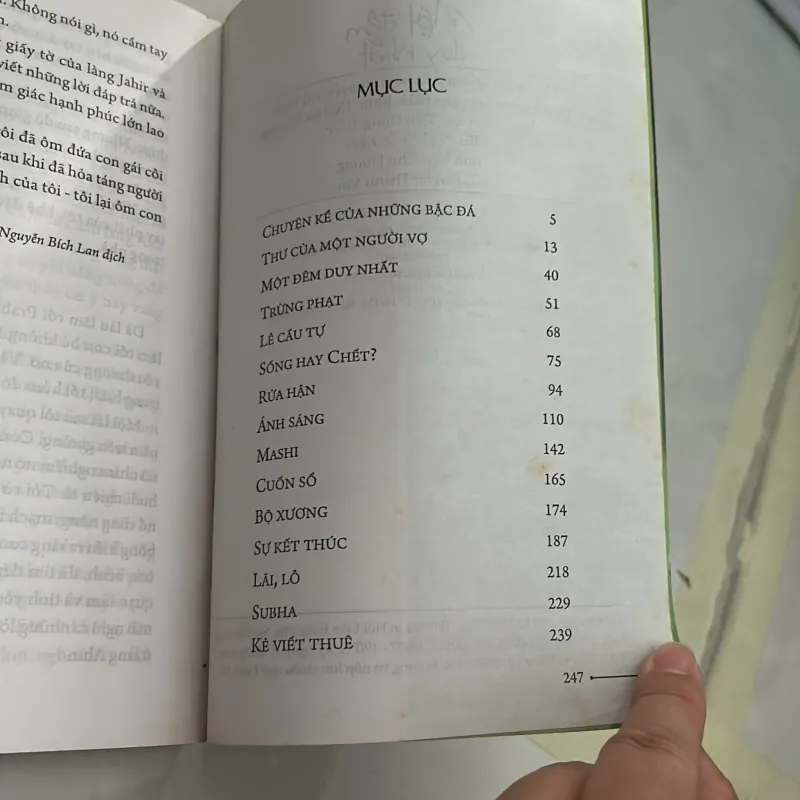 Không nói gì, nó cầm tay
giấy tờ của làng Jahir và
viết những lời đáp trả nữa.
giác hạnh phúc lớn lao
đã ôm đứa con gái côi
sau khi đã hỏa táng người
của tôi - tôi lại ôm con
Nguyễn Bích Lan dịch
MỤC LỤC
CHUYỆN KỂ CỦA NHỮNG BẬC ĐÁ 5
THƯ CỦA MỘT NGƯỜI VỢ 13
MỘT ĐÊM DUY NHẤT 40
TRỪNG PHẠT 51
LÊ CẤU TỰ 68
SỐNG HAY CHẾT? 75
RỬA HẬN 94
ÁNH SÁNG 110
MASHI 142
CUỐN SỔ 165
BỘ XƯƠNG 174
SỰ KẾT THÚC 187
LÃI, LỖ 218
SUBHA 229
KẺ VIẾT THUÊ 239
247